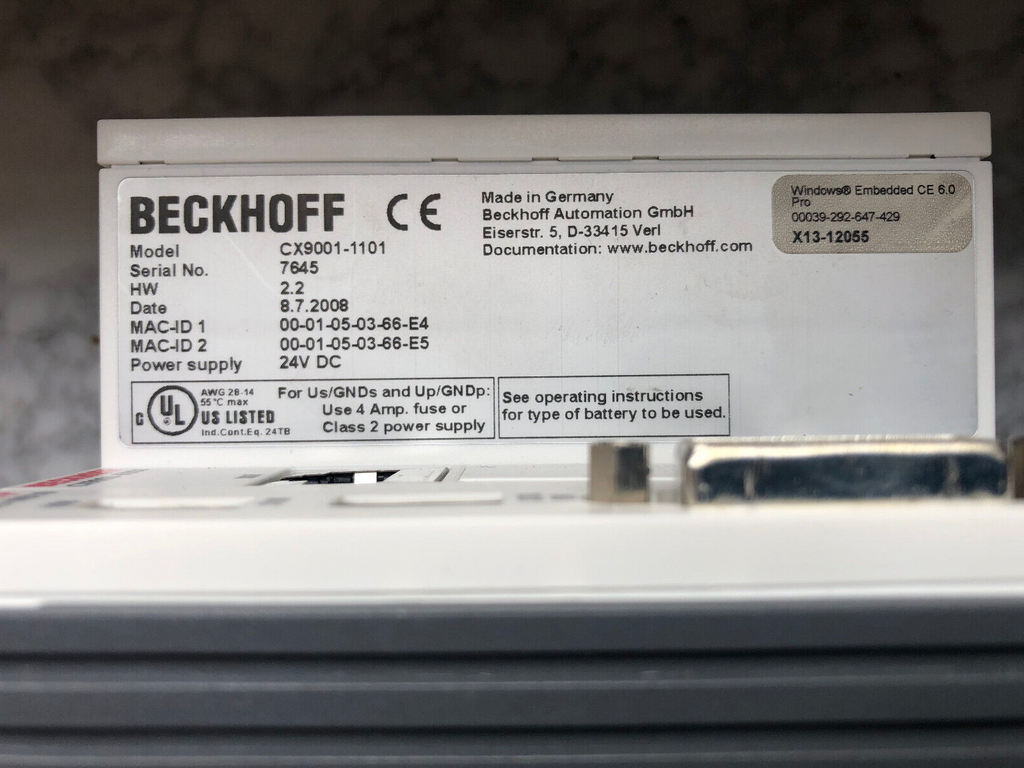 BECKHOFF CE
Model CX9001-1101
Serial No. 7645
HW 2.2
Date 8.7.2008
MAC-ID 1 00-01-05-03-66-E4
MAC-ID 2 00-01-05-03-66-E5
Power supply 24V DC
Made in Germany
Beckhoff Automation GmbH
Eiserstr. 5, D-33415 Verl
Documentation: www.beckhoff.com
Windows® Embedded CE 6.0
Pro
00039-292-647-429
X13-12055
c UL
AWG 28-14
55°C max
US LISTED
Ind.Cont.Eq. 24TB
For Us/GNDs and Up/GNDp:
Use 4 Amp. fuse or
Class 2 power supply
See operating instructions
for type of battery to be used.